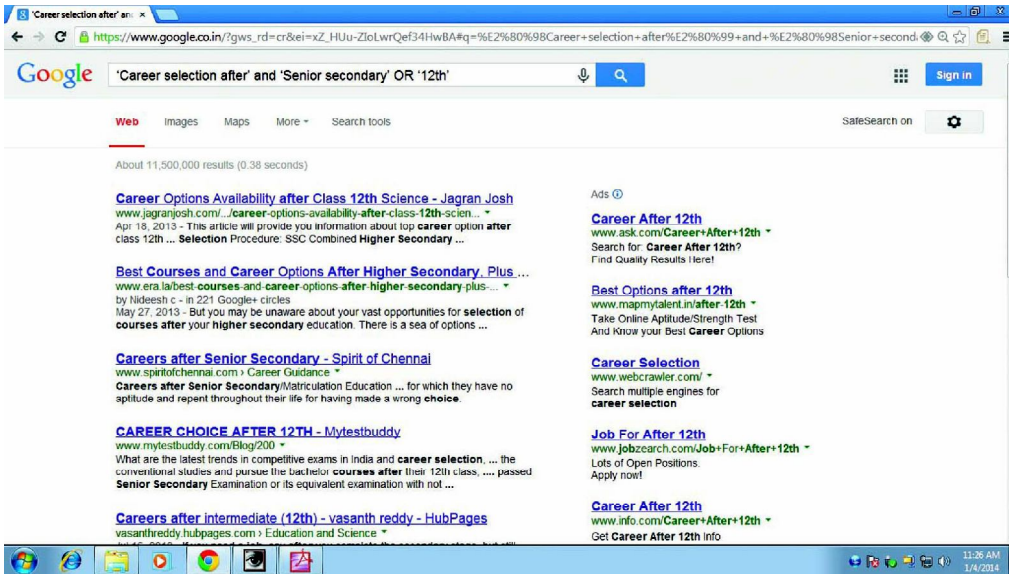 'Career selection after' an
https://www.google.co.in/?gws_rd=cr&ei=xZ_HUu-ZIoLwrQef34HwBA#q=%E2%80%98Career+selection+after%E2%80%99+and+%E2%80%98Senior+second
Google
'Career selection after' and 'Senior secondary' OR '12th'
Sign in
Web Images Maps More Search tools
SafeSearch on
About 11,500,000 results (0.38 seconds)
Career Options Availability after Class 12th Science - Jagran Josh
www.jagranjosh.com/.../career-options-availability-after-class-12th-scien...
Apr 18, 2013 - This article will provide you information about top career option after
class 12th ... Selection Procedure: SSC Combined Higher Secondary ...
Best Courses and Career Options After Higher Secondary, Plus ...
www.era.la/best-courses-and-career-options-after-higher-secondary-plus-...
by Nideesh c - in 221 Google+ circles
May 27, 2013 - But you may be unaware about your vast opportunities for selection of
courses after your higher secondary education. There is a sea of options ...
Careers after Senior Secondary - Spirit of Chennai
www.spiritofchennai.com › Career Guidance
Careers after Senior Secondary/Matriculation Education ... for which they have no
aptitude and repent throughout their life for having made a wrong choice.
CAREER CHOICE AFTER 12TH - Mytestbuddy
www.mytestbuddy.com/Blog/200
What are the latest trends in competitive exams in India and career selection, ... the
conventional studies and pursue the bachelor courses after their 12th class, .... passed
Senior Secondary Examination or its equivalent examination with not ...
Careers after intermediate (12th) - vasanth reddy - HubPages
vasanthreddy.hubpages.com › Education and Science
Ads
Career After 12th
www.ask.com/Career+After+12th
Search for: Career After 12th?
Find Quality Results Here!
Best Options after 12th
www.mapmytalent.in/after-12th
Take Online Aptitude/Strength Test
And Know your Best Career Options
Career Selection
www.webcrawler.com/
Search multiple engines for
career selection
Job For After 12th
www.jobzearch.com/Job+For+After+12th
Lots of Open Positions.
Apply now!
Career After 12th
www.info.com/Career+After+12th
Get Career After 12th Info
11:26 AM
1/4/2014